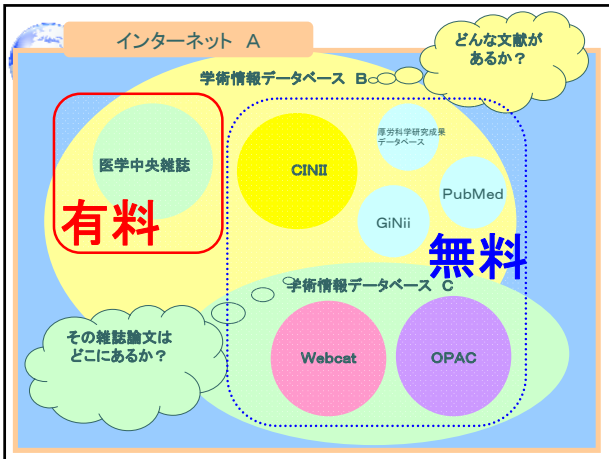 インターネット A
どんな文献が
あるか？
学術情報データベース B
厚労科学研究成果
データベース
医学中央雑誌
CINII
PubMed
GiNii
有料
無料
学術情報データベース C
その雑誌論文は
どこにあるか？
Webcat
OPAC